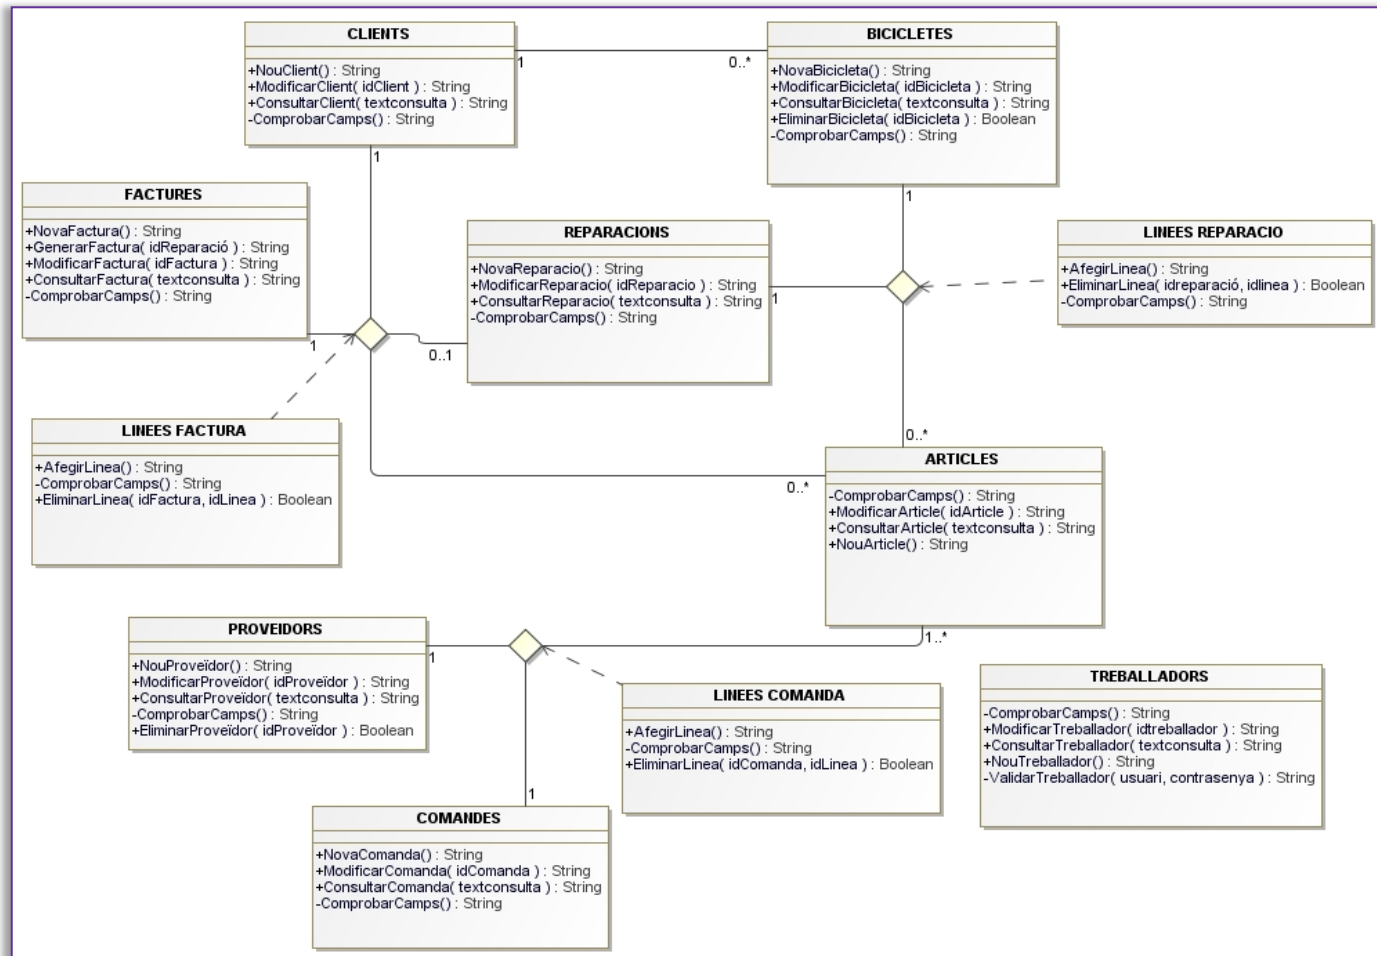 CLIENTS
+NouClient() : String
+ModificarClient( idClient ) : String
+ConsultarClient( textconsulta ) : String
-ComprobarCamps() : String
1
0..*
1
BICICLETES
+NovaBicicleta() : String
+ModificarBicicleta( idBicicleta ) : String
+ConsultarBicicleta( textconsulta ) : String
+EliminarBicicleta( idBicicleta ) : Boolean
-ComprobarCamps() : String
1
FACTURES
+NovaFactura() : String
+GenerarFactura( idReparació ) : String
+ModificarFactura( idFactura ) : String
+ConsultarFactura( textconsulta ) : String
-ComprobarCamps() : String
1
0..1
REPARACIONS
+NovaReparacio() : String
+ModificarReparacio( idReparacio ) : String
+ConsultarReparacio( textconsulta ) : String
-ComprobarCamps() : String
1
LINEES REPARACIO
+AfegirLinea() : String
+EliminarLinea( idreparació, idlinea ) : Boolean
-ComprobarCamps() : String
LINEES FACTURA
+AfegirLinea() : String
-ComprobarCamps() : String
+EliminarLinea( idFactura, idLinea ) : Boolean
0..*
0..*
ARTICLES
-ComprobarCamps() : String
+ModificarArticle( idArticle ) : String
+ConsultarArticle( textconsulta ) : String
+NouArticle() : String
1..*
PROVEIDORS
+NouProveïdor() : String
+ModificarProveïdor( idProveïdor ) : String
+ConsultarProveïdor( textconsulta ) : String
-ComprobarCamps() : String
+EliminarProveïdor( idProveïdor ) : Boolean
1
LINEES COMANDA
+AfegirLinea() : String
-ComprobarCamps() : String
+EliminarLinea( idComanda, idLinea ) : Boolean
TREBALLADORS
-ComprobarCamps() : String
+ModificarTreballador( idtreballador ) : String
+ConsultarTreballador( textconsulta ) : String
+NouTreballador() : String
-ValidarTreballador( usuari, contrasenya ) : String
1
COMANDES
+NovaComanda() : String
+ModificarComanda( idComanda ) : String
+ConsultarComanda( textconsulta ) : String
-ComprobarCamps() : String